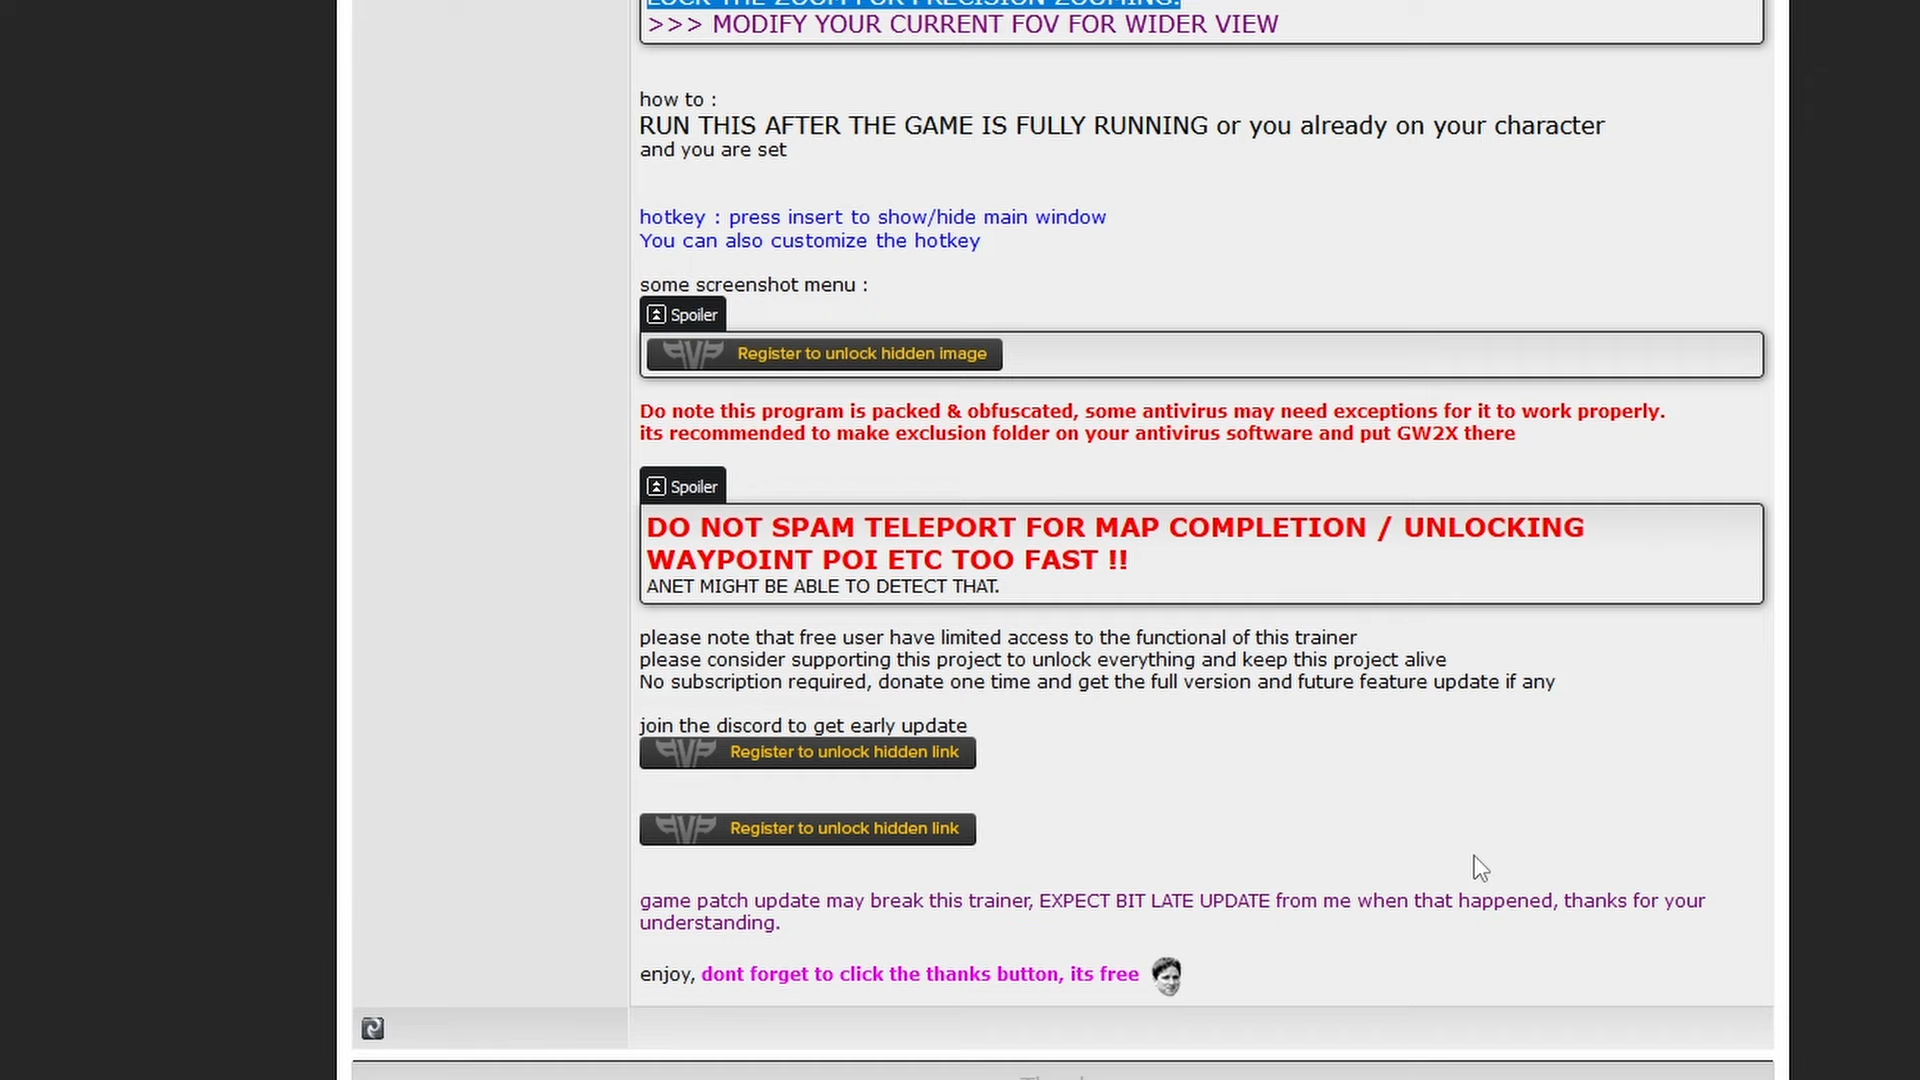 LOCK THE ZOOM FOR PRECISION ZOOMING!
>>> MODIFY YOUR CURRENT FOV FOR WIDER VIEW
how to :
RUN THIS AFTER THE GAME IS FULLY RUNNING or you already on your character
and you are set
hotkey : press insert to show/hide main window
You can also customize the hotkey
some screenshot menu :
Spoiler
Register to unlock hidden image
Do note this program is packed & obfuscated, some antivirus may need exceptions for it to work properly.
its recommended to make exclusion folder on your antivirus software and put GW2X there
Spoiler
DO NOT SPAM TELEPORT FOR MAP COMPLETION / UNLOCKING
WAYPOINT POI ETC TOO FAST !!
ANET MIGHT BE ABLE TO DETECT THAT.
please note that free user have limited access to the functional of this trainer
please consider supporting this project to unlock everything and keep this project alive
No subscription required, donate one time and get the full version and future feature update if any
join the discord to get early update
Register to unlock hidden link
Register to unlock hidden link
game patch update may break this trainer, EXPECT BIT LATE UPDATE from me when that happened, thanks for your
understanding.
enjoy, dont forget to click the thanks button, its free